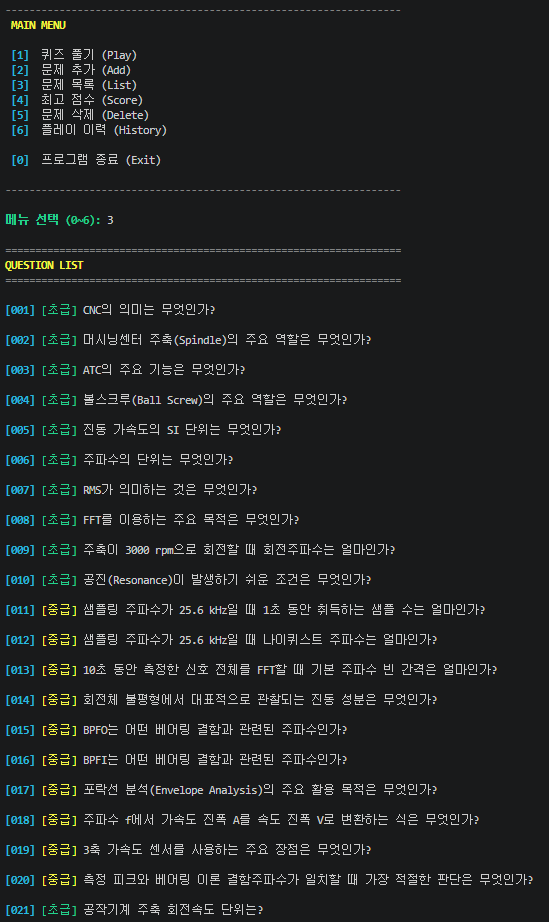 ------------------------------------------------------------------
MAIN MENU
[1] 퀴즈 풀기 (Play)
[2] 문제 추가 (Add)
[3] 문제 목록 (List)
[4] 최고 점수 (Score)
[5] 문제 삭제 (Delete)
[6] 플레이 이력 (History)
[0] 프로그램 종료 (Exit)
------------------------------------------------------------------
메뉴 선택 (0~6): 3
==================================================================
QUESTION LIST
==================================================================
[001] [초급] CNC의 의미는 무엇인가?
[002] [초급] 머시닝센터 주축(Spindle)의 주요 역할은 무엇인가?
[003] [초급] ATC의 주요 기능은 무엇인가?
[004] [초급] 볼스크루(Ball Screw)의 주요 역할은 무엇인가?
[005] [초급] 진동 가속도의 SI 단위는 무엇인가?
[006] [초급] 주파수의 단위는 무엇인가?
[007] [초급] RMS가 의미하는 것은 무엇인가?
[008] [초급] FFT를 이용하는 주요 목적은 무엇인가?
[009] [초급] 주축이 3000 rpm으로 회전할 때 회전주파수는 얼마인가?
[010] [초급] 공진(Resonance)이 발생하기 쉬운 조건은 무엇인가?
[011] [중급] 샘플링 주파수가 25.6 kHz일 때 1초 동안 취득하는 샘플 수는 얼마인가?
[012] [중급] 샘플링 주파수가 25.6 kHz일 때 나이퀴스트 주파수는 얼마인가?
[013] [중급] 10초 동안 측정한 신호 전체를 FFT할 때 기본 주파수 빈 간격은 얼마인가?
[014] [중급] 회전체 불평형에서 대표적으로 관찰되는 진동 성분은 무엇인가?
[015] [중급] BPFO는 어떤 베어링 결함과 관련된 주파수인가?
[016] [중급] BPFI는 어떤 베어링 결함과 관련된 주파수인가?
[017] [중급] 포락선 분석(Envelope Analysis)의 주요 활용 목적은 무엇인가?
[018] [중급] 주파수 f에서 가속도 진폭 A를 속도 진폭 V로 변환하는 식은 무엇인가?
[019] [중급] 3축 가속도 센서를 사용하는 주요 장점은 무엇인가?
[020] [중급] 측정 피크와 베어링 이론 결함주파수가 일치할 때 가장 적절한 판단은 무엇인가?
[021] [초급] 공작기계 주축 회전속도 단위는?